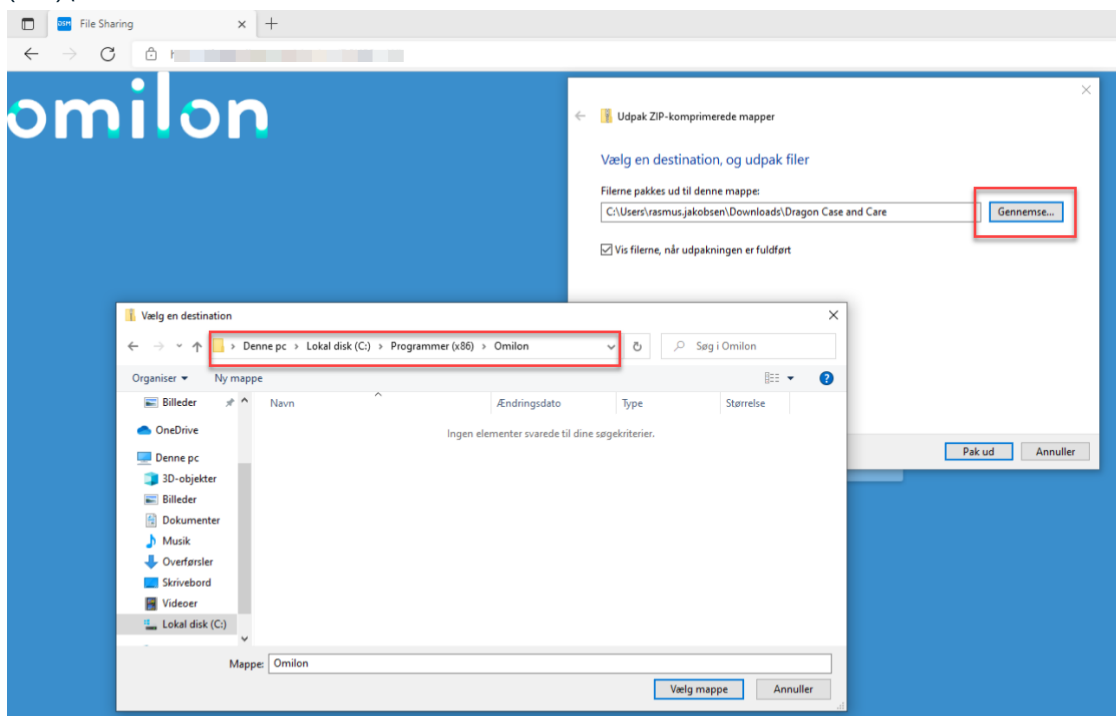 File Sharing
omilon
Udpak ZIP-komprimerede mapper
Vælg en destination, og udpak filer
Filerne pakkes ud til denne mappe:
C:\Users\rasmus.jakobsen\Downloads\Dragon Case and Care
Gennemse...
Vis filerne, når udpakningen er fuldført
Pak ud
Annuller
Vælg en destination
Denne pc > Lokal disk (C:) > Programmer (x86) > Omilon
Søg i Omilon
Organiser
Ny mappe
Navn
Ændringsdato
Type
Størrelse
Ingen elementer svarede til dine søgekriterier.
Billeder
OneDrive
Denne pc
3D-objekter
Billeder
Dokumenter
Musik
Overførsler
Skrivebord
Videoer
Lokal disk (C:)
Mappe: Omilon
Vælg mappe
Annuller